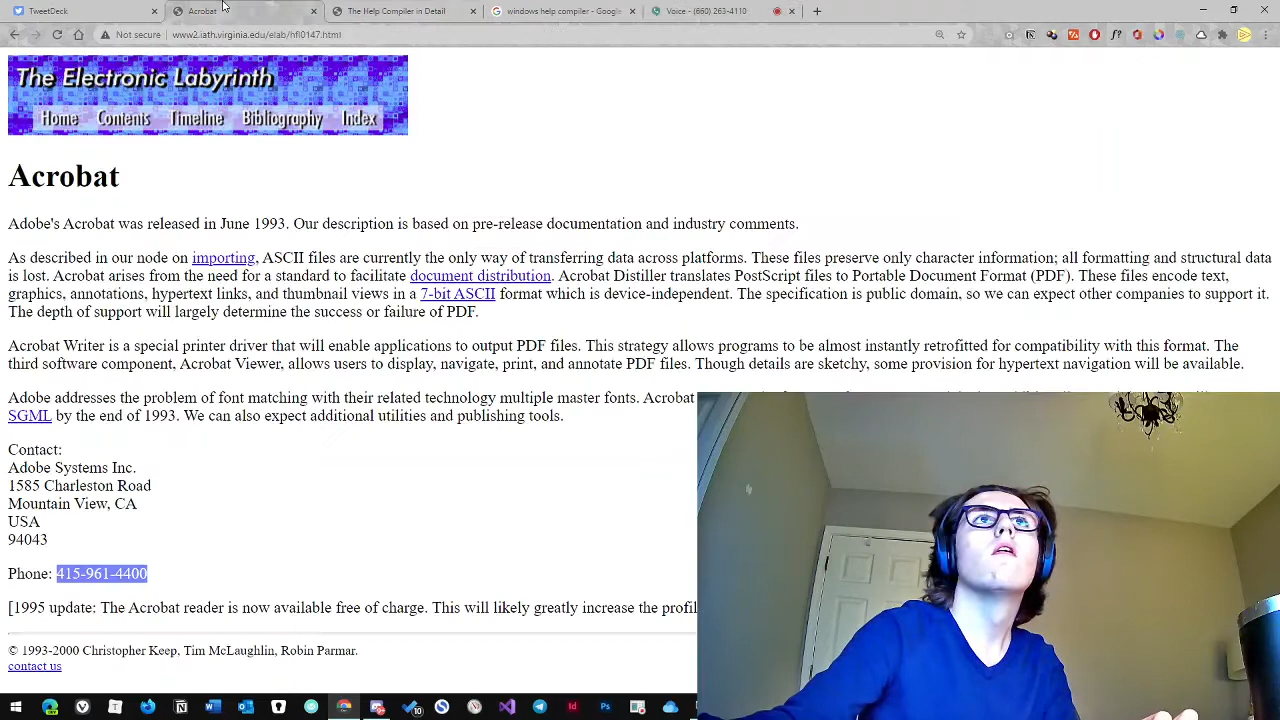 TweetDeck
Acrobat
The Help Compiler in Detail
windows help compiler - Google
Voice - (660) 263-4110
Not secure
www2.iath.virginia.edu/elab/hfl0147.html
The Electronic Labyrinth
Home Contents Timeline Bibliography Index
Acrobat
Adobe's Acrobat was released in June 1993. Our description is based on pre-release documentation and industry comments.
As described in our node on importing, ASCII files are currently the only way of transferring data across platforms. These files preserve only character information; all formatting and structural data
is lost. Acrobat arises from the need for a standard to facilitate document distribution. Acrobat Distiller translates PostScript files to Portable Document Format (PDF). These files encode text,
graphics, annotations, hypertext links, and thumbnail views in a 7-bit ASCII format which is device-independent. The specification is public domain, so we can expect other companies to support it.
The depth of support will largely determine the success or failure of PDF.
Acrobat Writer is a special printer driver that will enable applications to output PDF files. This strategy allows programs to be almost instantly retrofitted for compatibility with this format. The
third software component, Acrobat Viewer, allows users to display, navigate, print, and annotate PDF files. Though details are sketchy, some provision for hypertext navigation will be available.
Adobe addresses the problem of font matching with their related technology multiple master fonts. Acrobat
SGML by the end of 1993. We can also expect additional utilities and publishing tools.
Contact:
Adobe Systems Inc.
1585 Charleston Road
Mountain View, CA
USA
94043
Phone: 415-961-4400
[1995 update: The Acrobat reader is now available free of charge. This will likely greatly increase the profil
© 1993-2000 Christopher Keep, Tim McLaughlin, Robin Parmar.
contact us